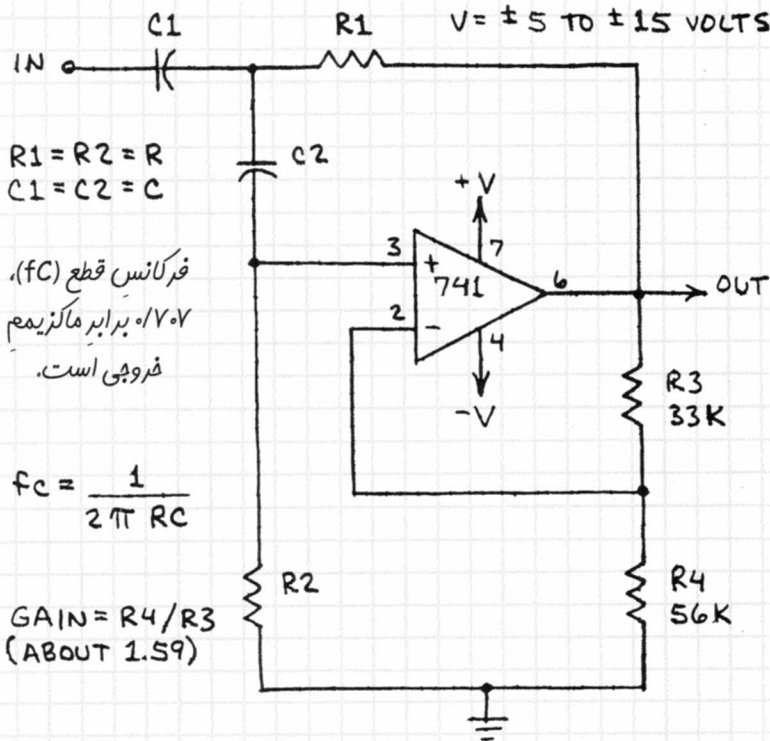 V = ± 5 TO ± 15 VOLTS
C1
R1
IN
R1 = R2 = R
C1 = C2 = C
C2
+V
فرکانسِ قطع (fC)،
۰/۷۰۷ برابرِ ماکزیممِ
خروجی است.
3
+
7
741
6
OUT
2
-
4
-V
R3
33K
fc = 1 / 2 π RC
R2
R4
56K
GAIN = R4/R3
(ABOUT 1.59)